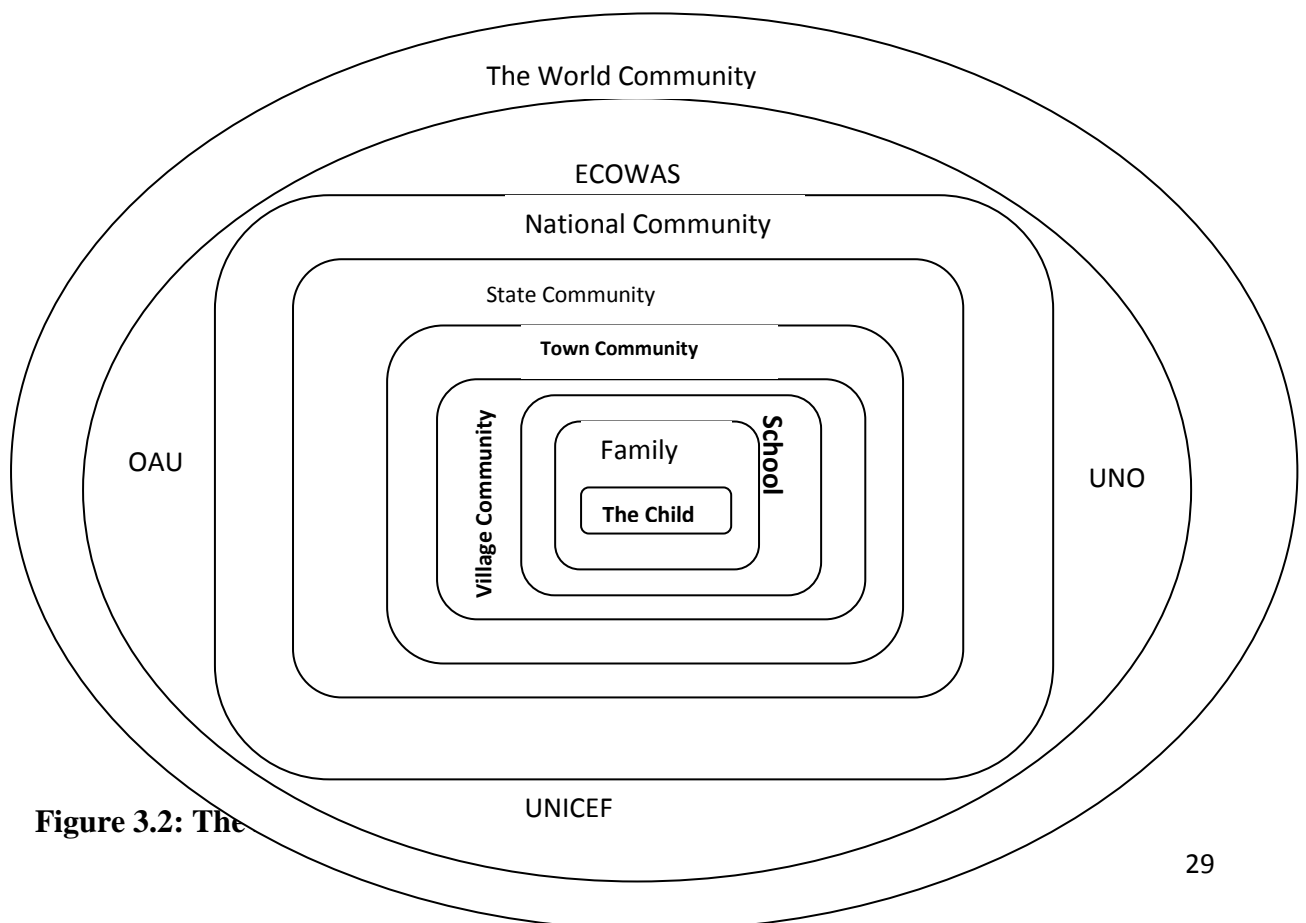 The World Community
ECOWAS
National Community
State Community
Town Community
Village Community
School
Family
The Child
OAU
UNO
UNICEF
Figure 3.2: The
29